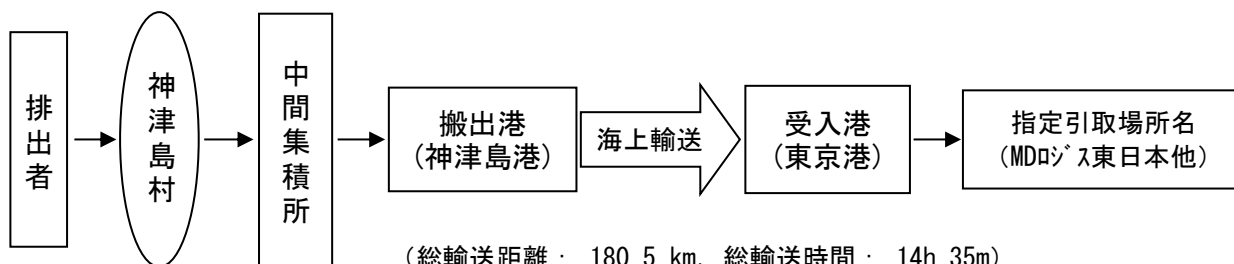 排出者
神津島村
中間集積所
搬出港
(神津島港)
海上輸送
受入港
(東京港)
指定引取場所名
(MDﾛｼﾞｽ東日本他)
(総輸送距離： 180.5 km, 総輸送時間： 14h 35m)